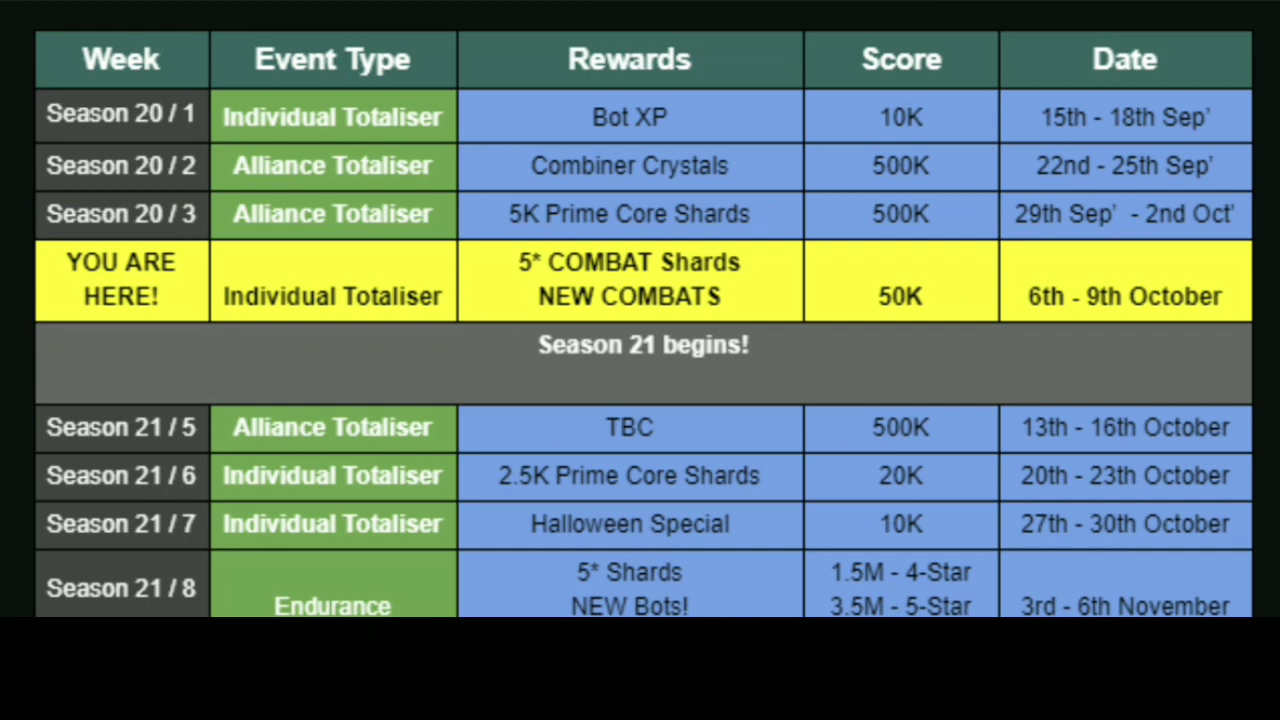 Week Event Type Rewards Score Date
Season 20 / 1 Individual Totaliser Bot XP 10K 15th - 18th Sep'
Season 20 / 2 Alliance Totaliser Combiner Crystals 500K 22nd - 25th Sep'
Season 20 / 3 Alliance Totaliser 5K Prime Core Shards 500K 29th Sep' - 2nd Oct'
YOU ARE 5* COMBAT Shards
HERE! Individual Totaliser NEW COMBATS 50K 6th - 9th October
Season 21 begins!
Season 21 / 5 Alliance Totaliser TBC 500K 13th - 16th October
Season 21 / 6 Individual Totaliser 2.5K Prime Core Shards 20K 20th - 23th October
Season 21 / 7 Individual Totaliser Halloween Special 10K 27th - 30th October
Season 21 / 8 5* Shards 1.5M - 4-Star
Endurance NEW Bots! 3.5M - 5-Star 3rd - 6th November